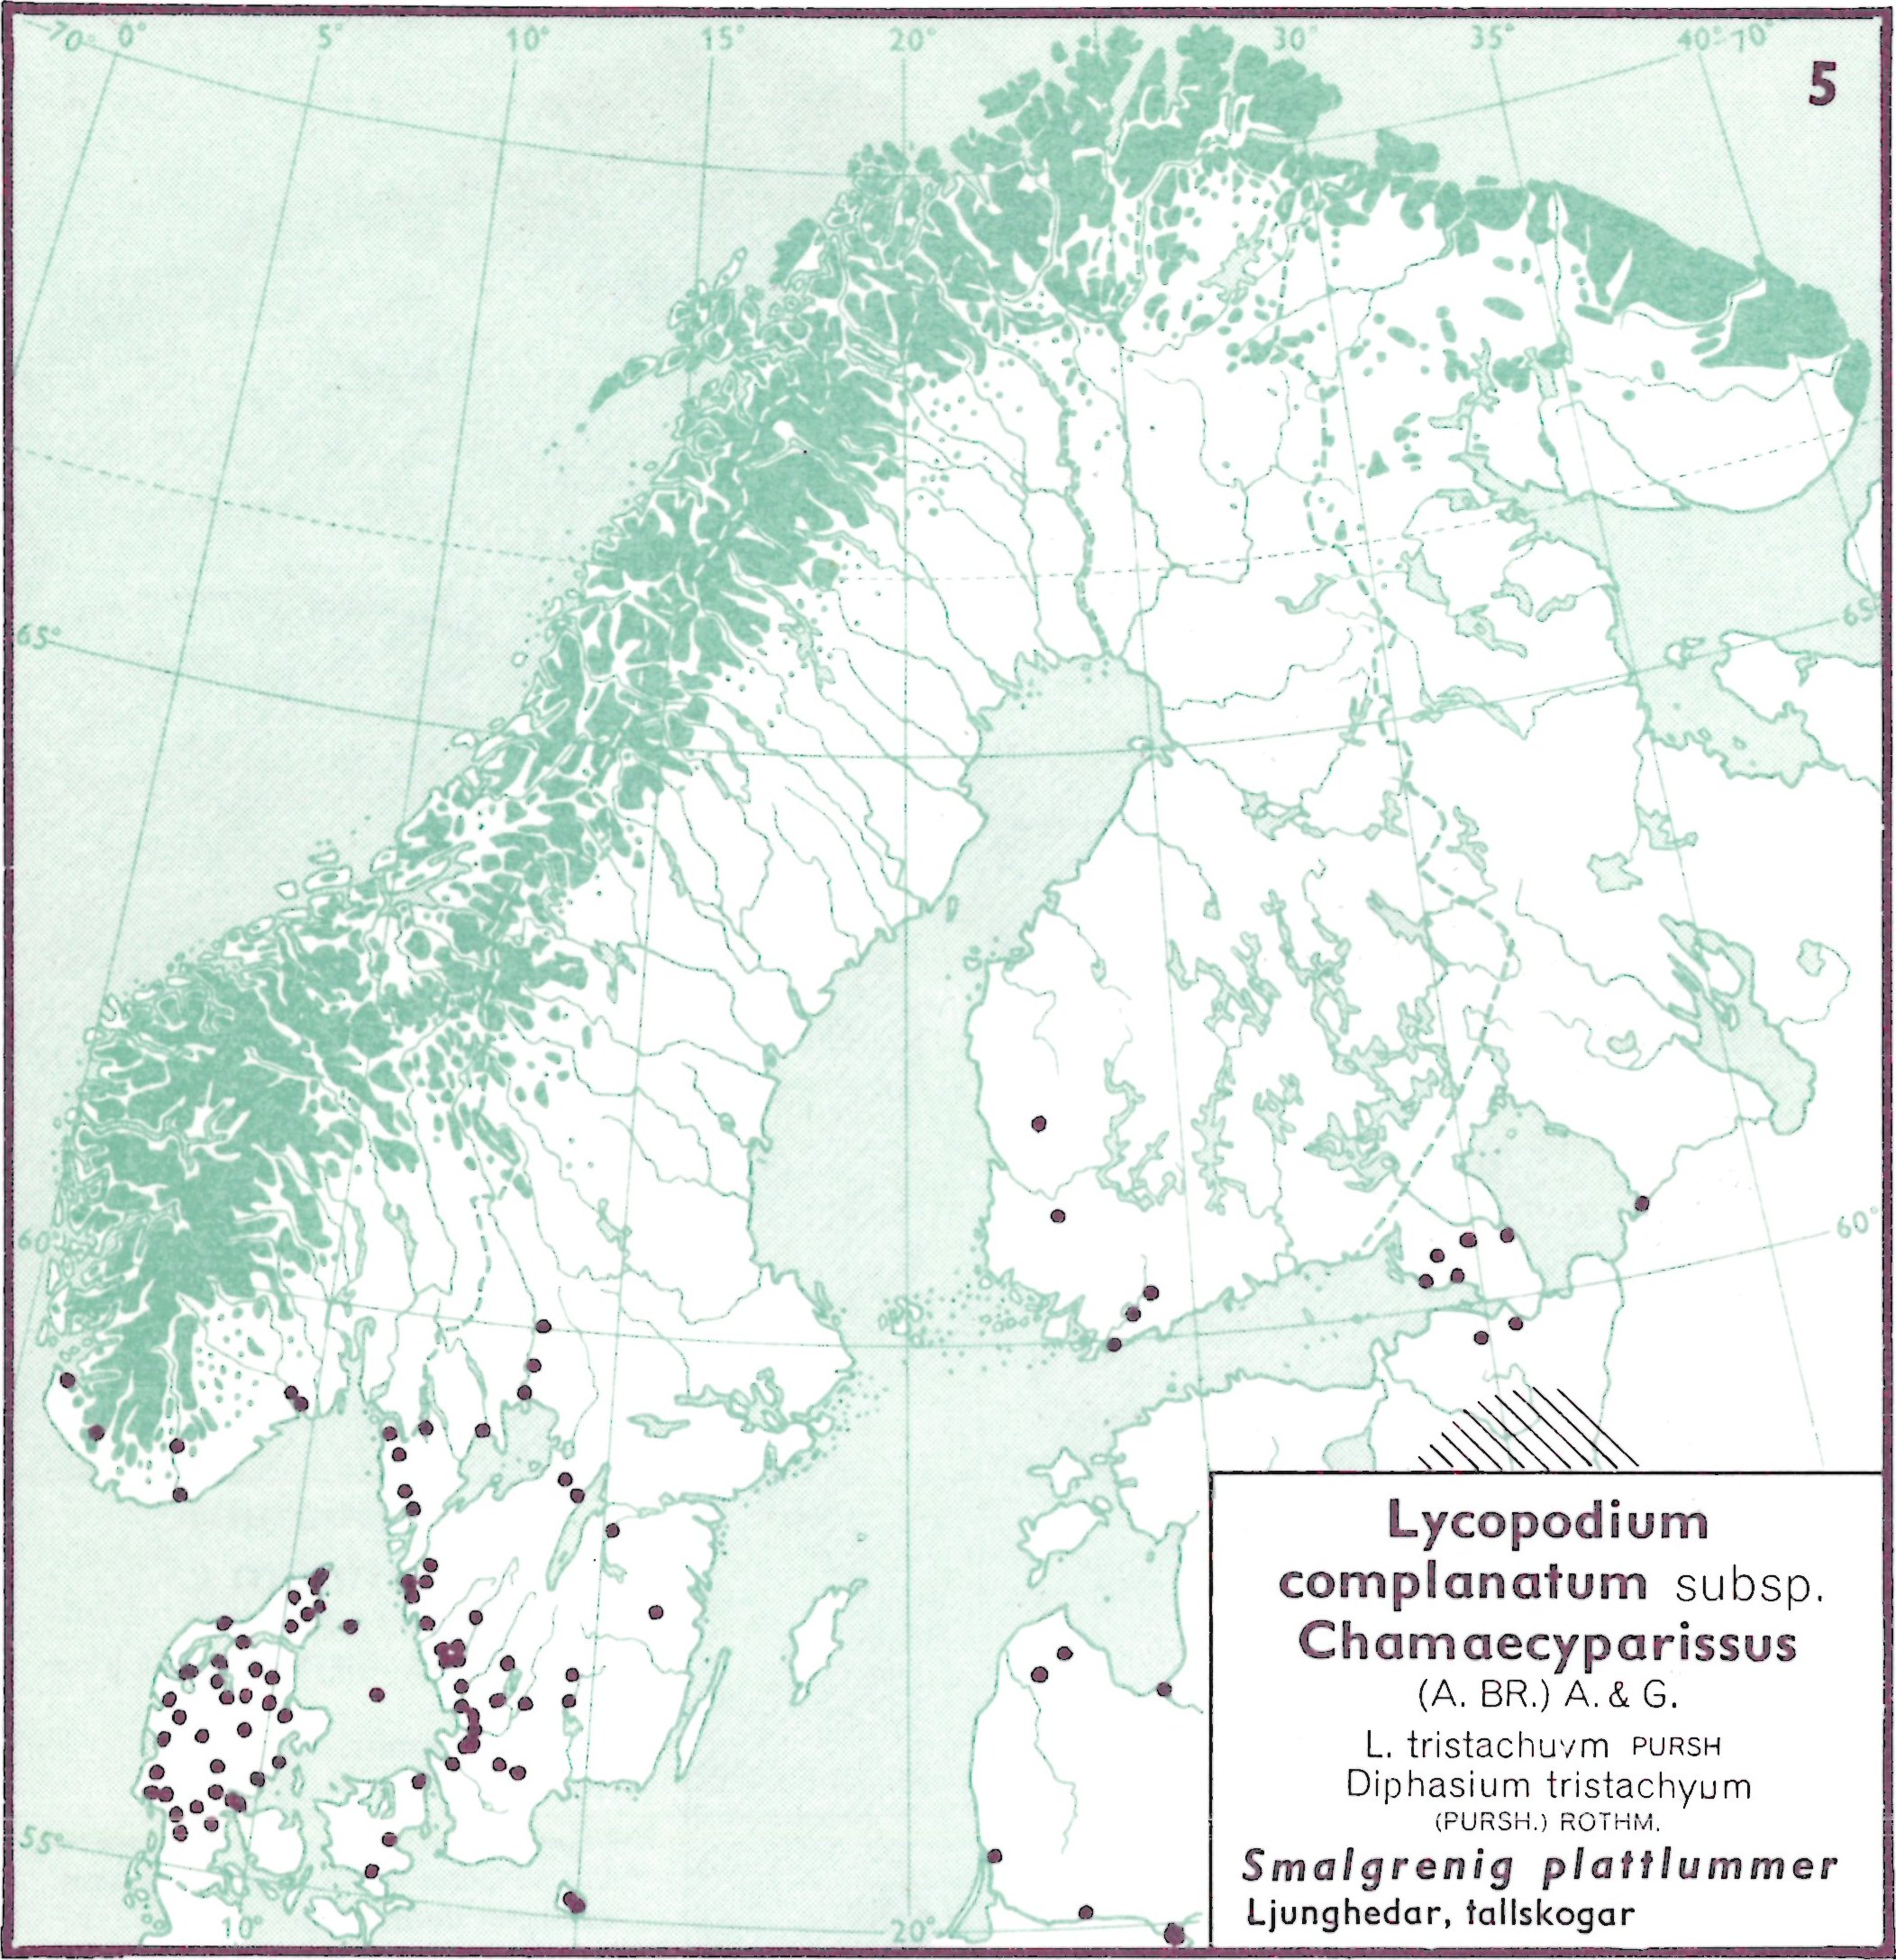 70° 0° 5° 10° 15° 20° 30° 35° 40° 70°
5
65° 65°
60° 60°
55°
10° 20°
Lycopodium
complanatum subsp.
Chamaecyparissus
(A. BR.) A. & G.
L. tristachuvm PURSH
Diphasium tristachyum
(PURSH.) ROTHM.
Smalgrenig plattlummer
Ljunghedar, tallskogar